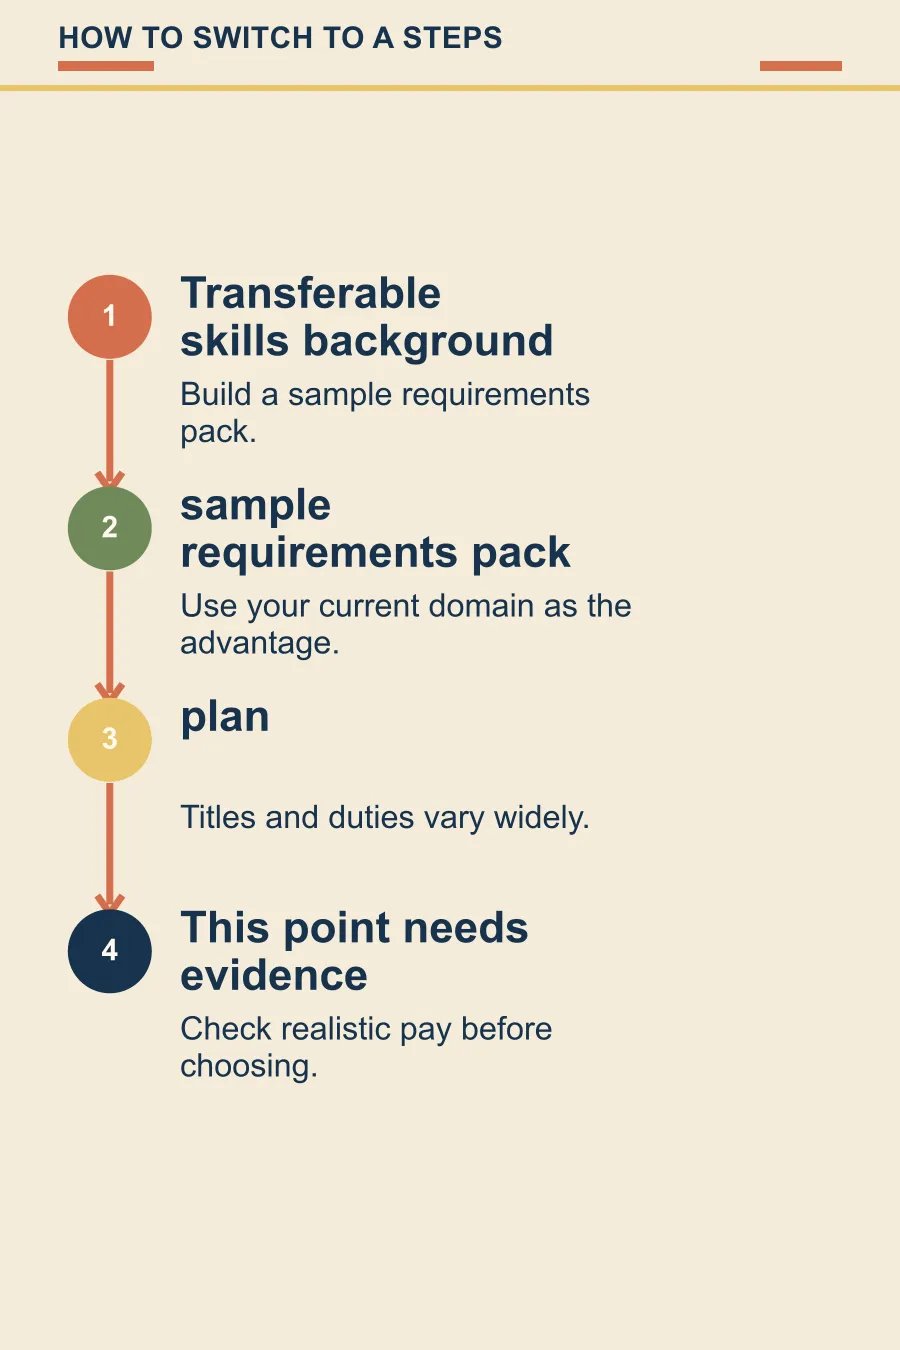 HOW TO SWITCH TO A STEPS
1
Transferable
skills background
Build a sample requirements
pack.
2
sample
requirements pack
Use your current domain as the
advantage.
3
plan
Titles and duties vary widely.
4
This point needs
evidence
Check realistic pay before
choosing.